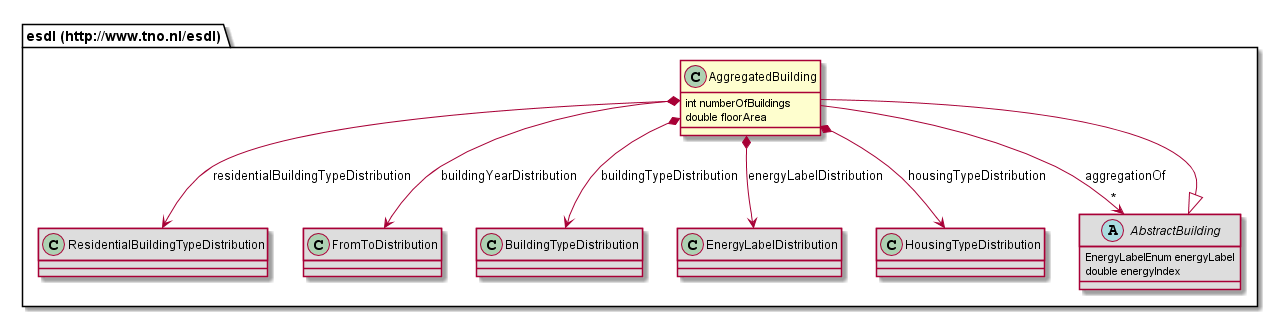 esdl (http://www.tno.nl/esdl)
C AggregatedBuilding
int numberOfBuildings
double floorArea
residentialBuildingTypeDistribution
buildingYearDistribution
buildingTypeDistribution
energyLabelDistribution
housingTypeDistribution
aggregationOf
*
C ResidentialBuildingTypeDistribution
C FromToDistribution
C BuildingTypeDistribution
C EnergyLabelDistribution
C HousingTypeDistribution
A AbstractBuilding
EnergyLabelEnum energyLabel
double energyIndex